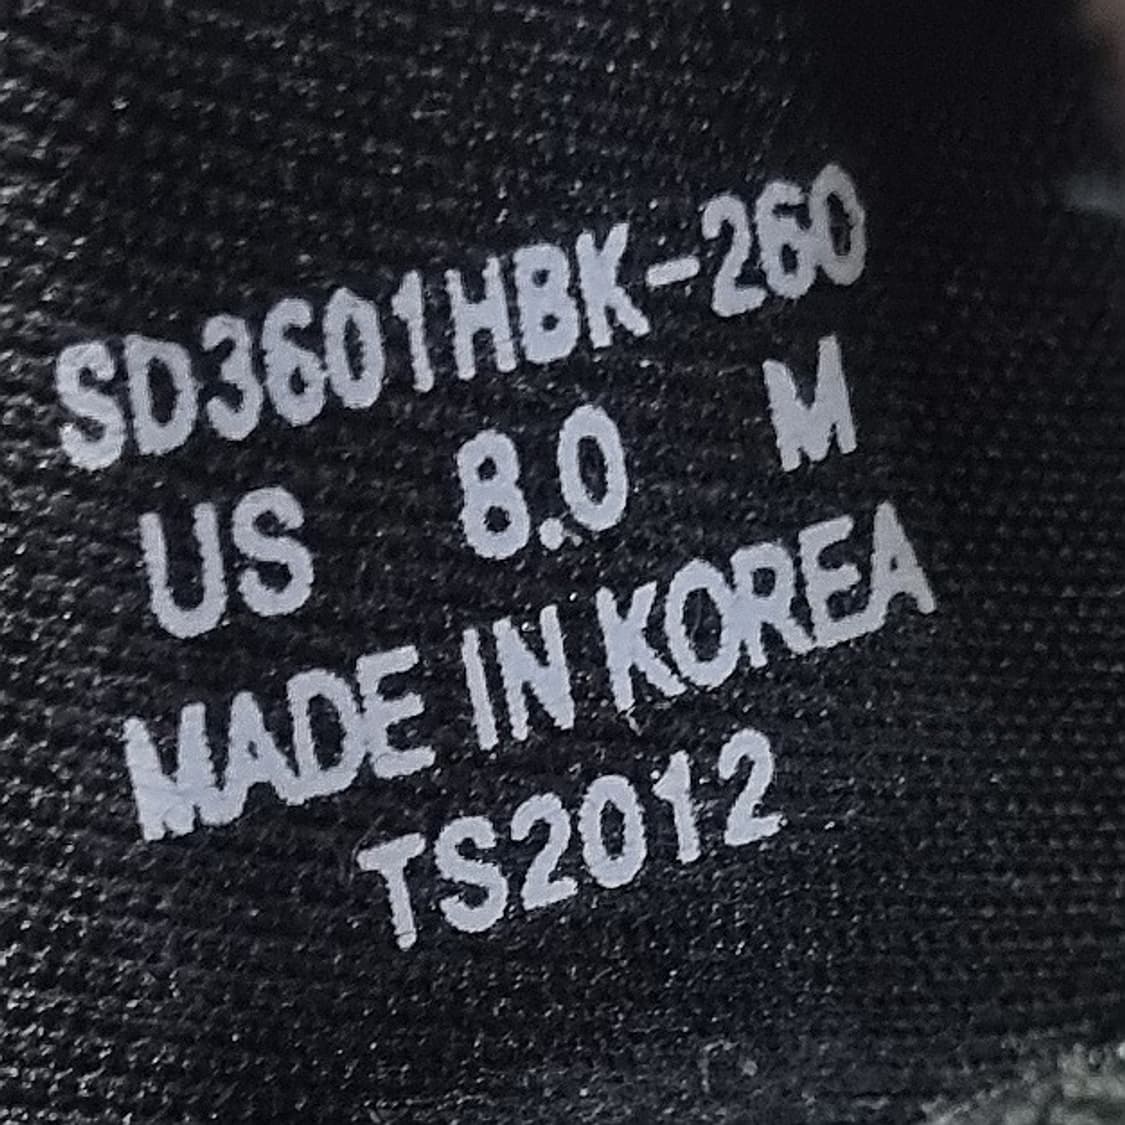 SD3601HBK-260
US 8.0 M
MADE IN KOREA
TS2012